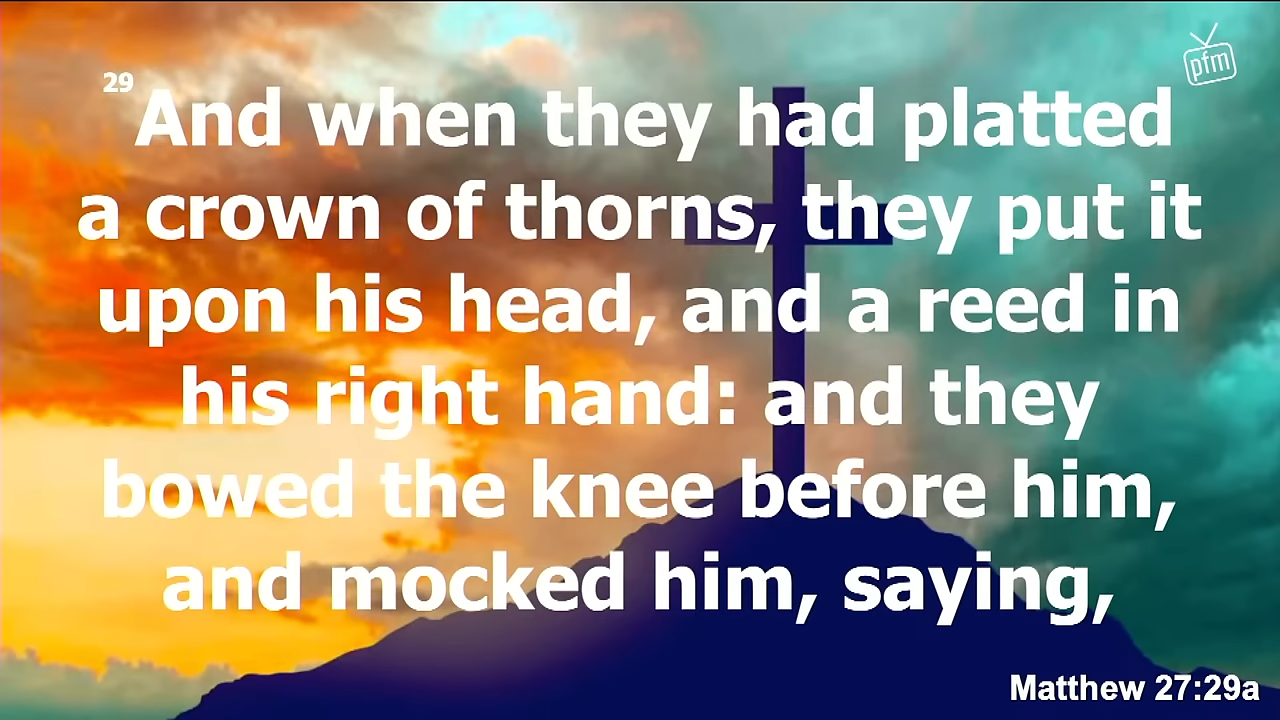 pfm
29 And when they had platted
a crown of thorns, they put it
upon his head, and a reed in
his right hand: and they
bowed the knee before him,
and mocked him, saying,
Matthew 27:29a